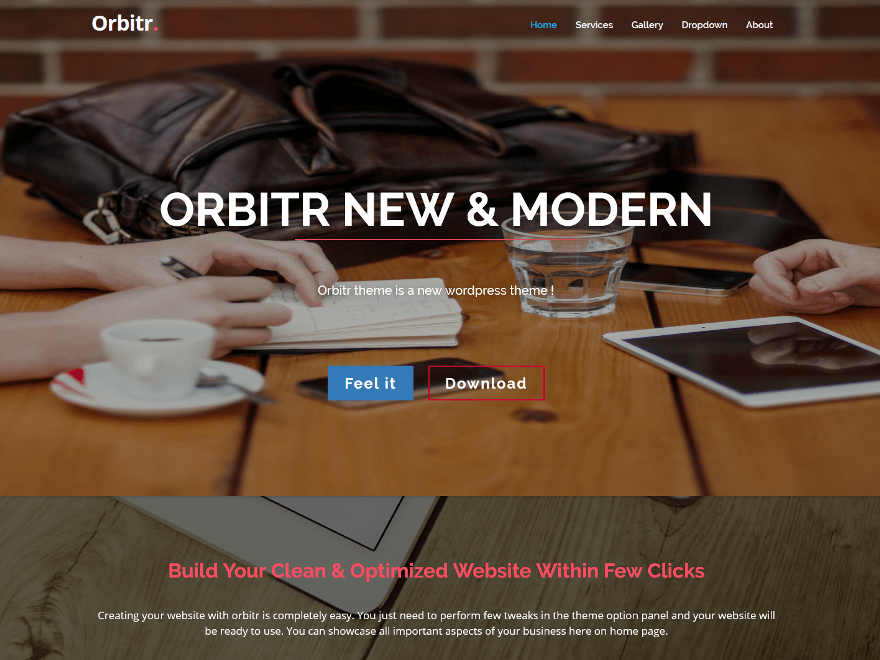 Orbitr.
Home Services Gallery Dropdown About
ORBITR NEW & MODERN
Orbitr theme is a new wordpress theme !
Feel it Download
Build Your Clean & Optimized Website Within Few Clicks
Creating your website with orbitr is completely easy. You just need to perform few tweaks in the theme option panel and your website will
be ready to use. You can showcase all important aspects of your business here on home page.